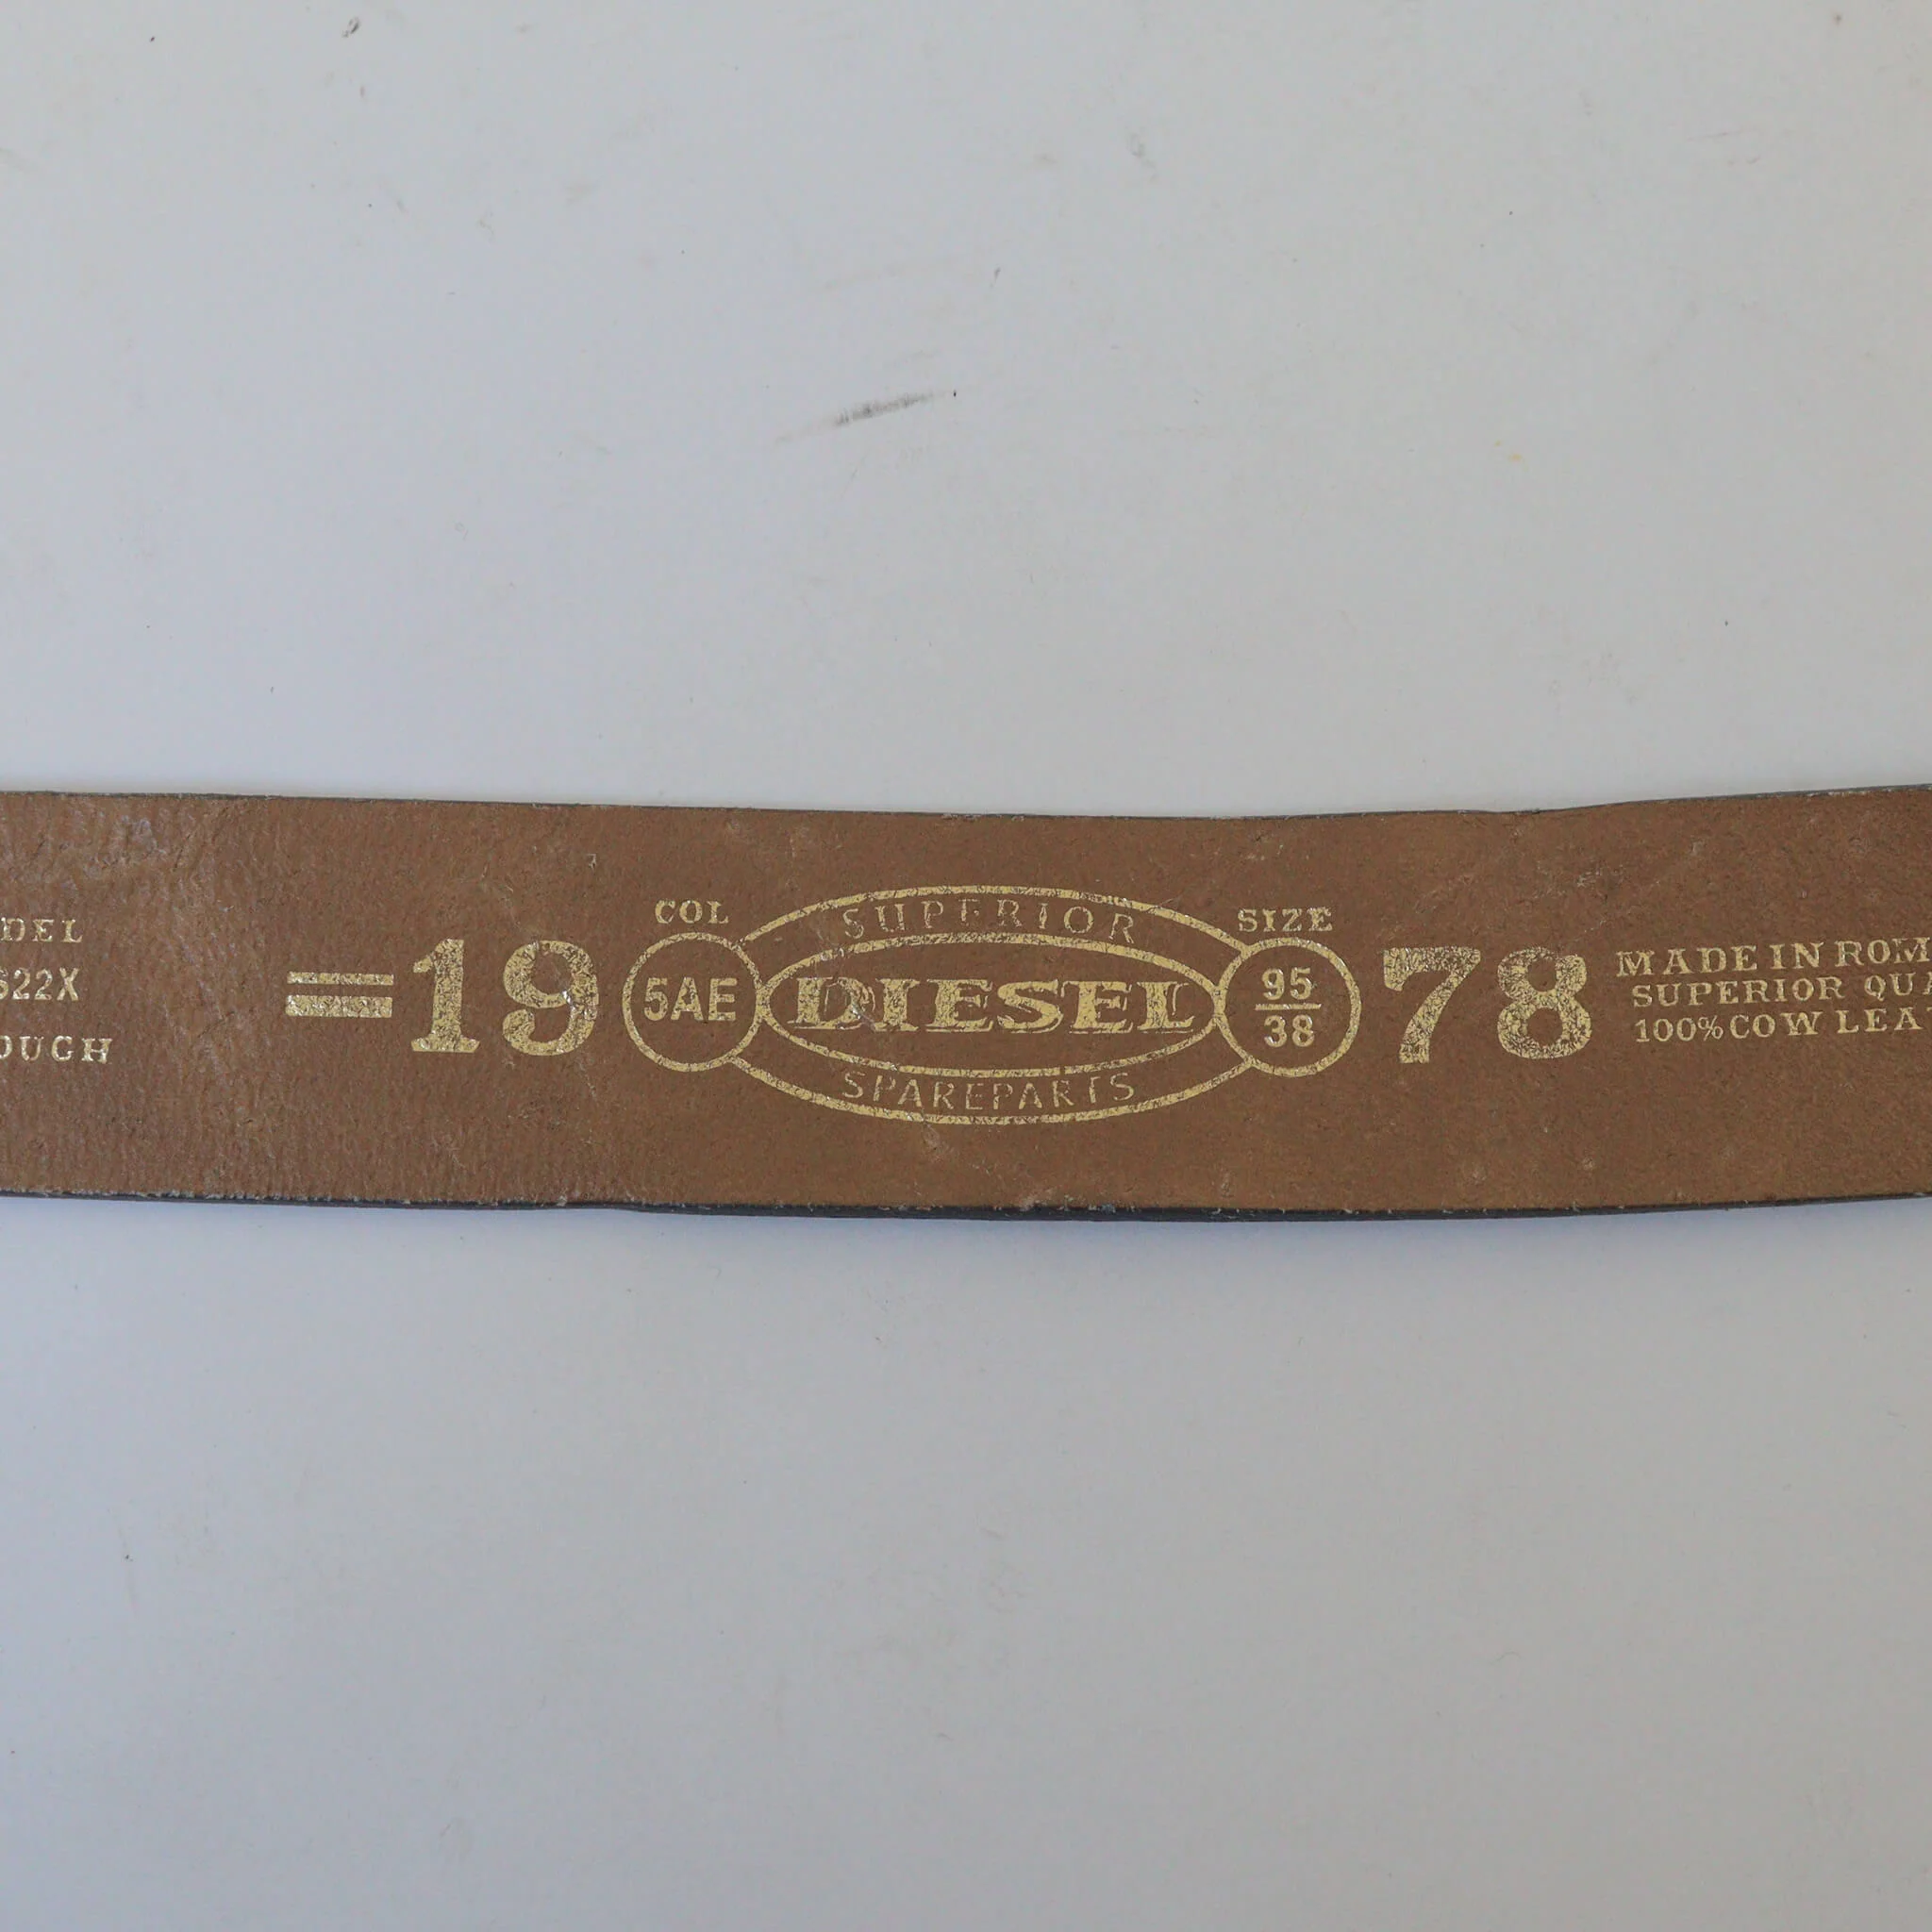 DEL
622X
OUGH
=19
COL
5AE
SUPERIOR
DIESEL
SPAREPARTS
SIZE
95
38
78
MADE IN ROM
SUPERIOR QUA
100% COW LEA